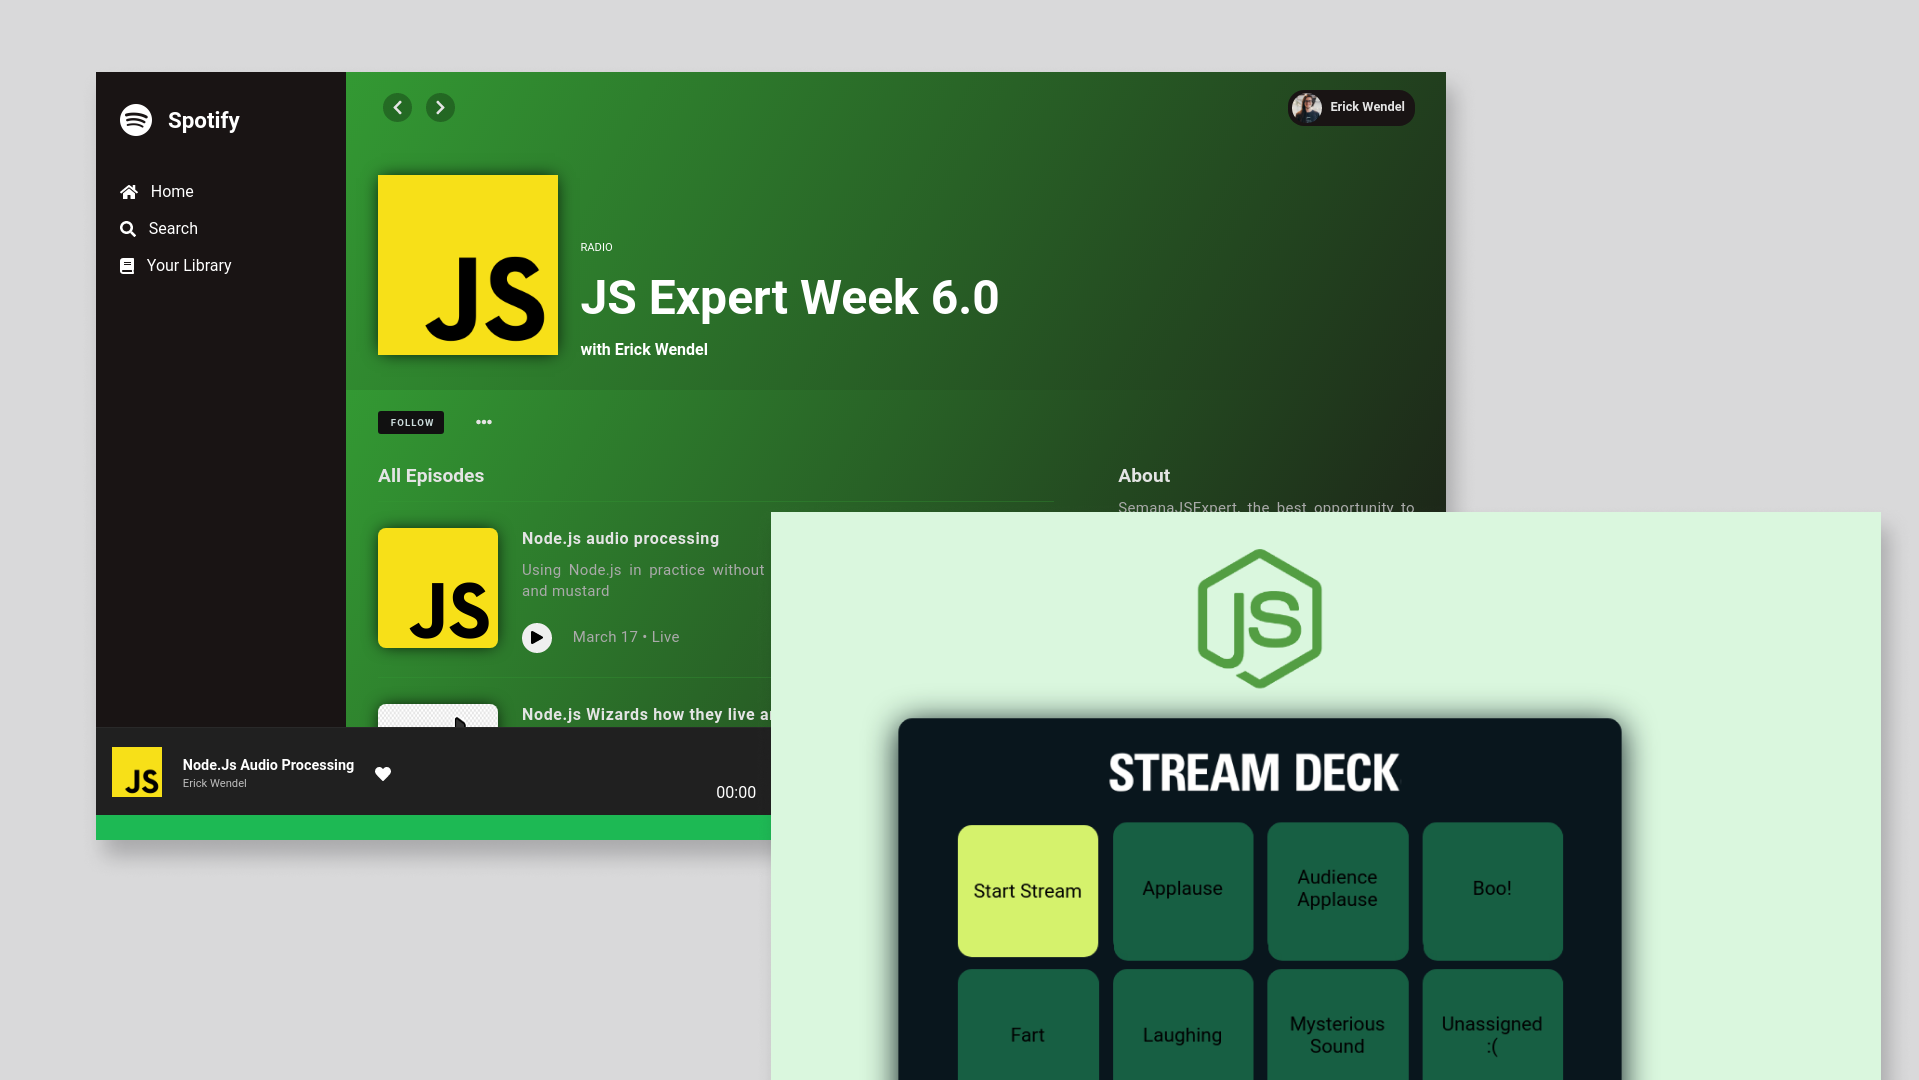 Spotify
Home
Search
Your Library
Erick Wendel
JS
RADIO
JS Expert Week 6.0
with Erick Wendel
FOLLOW
All Episodes
JS
Node.js audio processing
Using Node.js in practice without
and mustard
March 17 • Live
Node.js Wizards how they live
About
SemanaJSExpert, the best opportunity to
JS
Node.Js Audio Processing
Erick Wendel
00:00
JS
STREAM DECK
Start Stream
Applause
Audience
Applause
Boo!
Fart
Laughing
Mysterious
Sound
Unassigned
:(